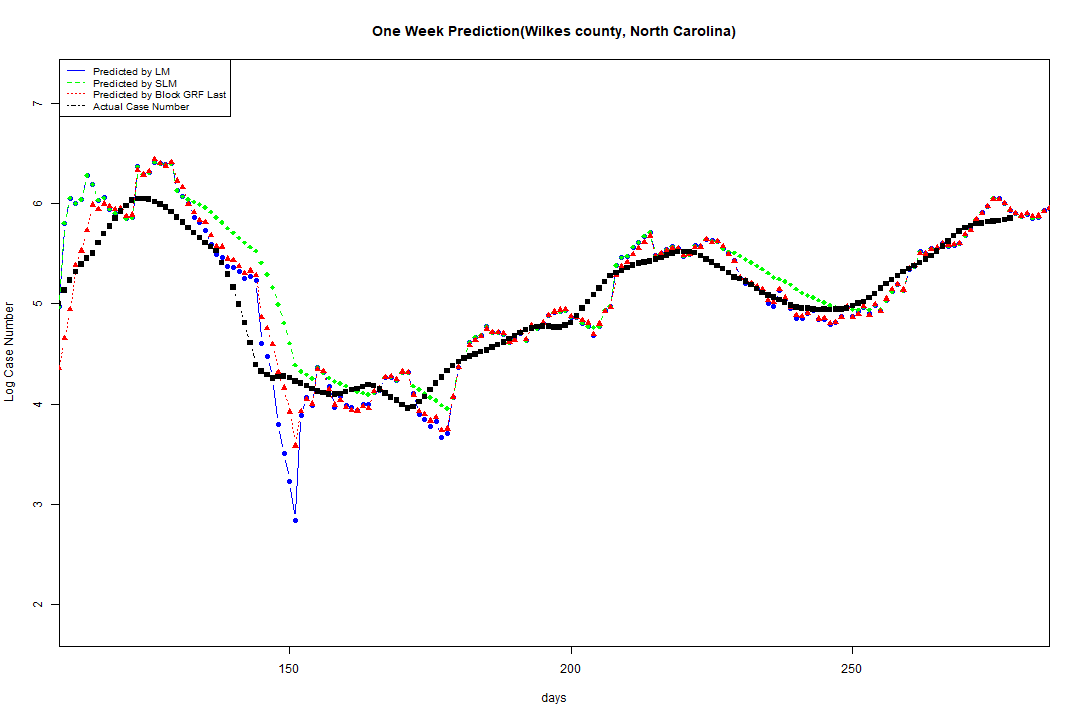 One Week Prediction(Wilkes county, North Carolina)
Predicted by LM
Predicted by SLM
Predicted by Block GRF Last
Actual Case Number
7
6
5
4
3
2
Log Case Number
150
200
250
days